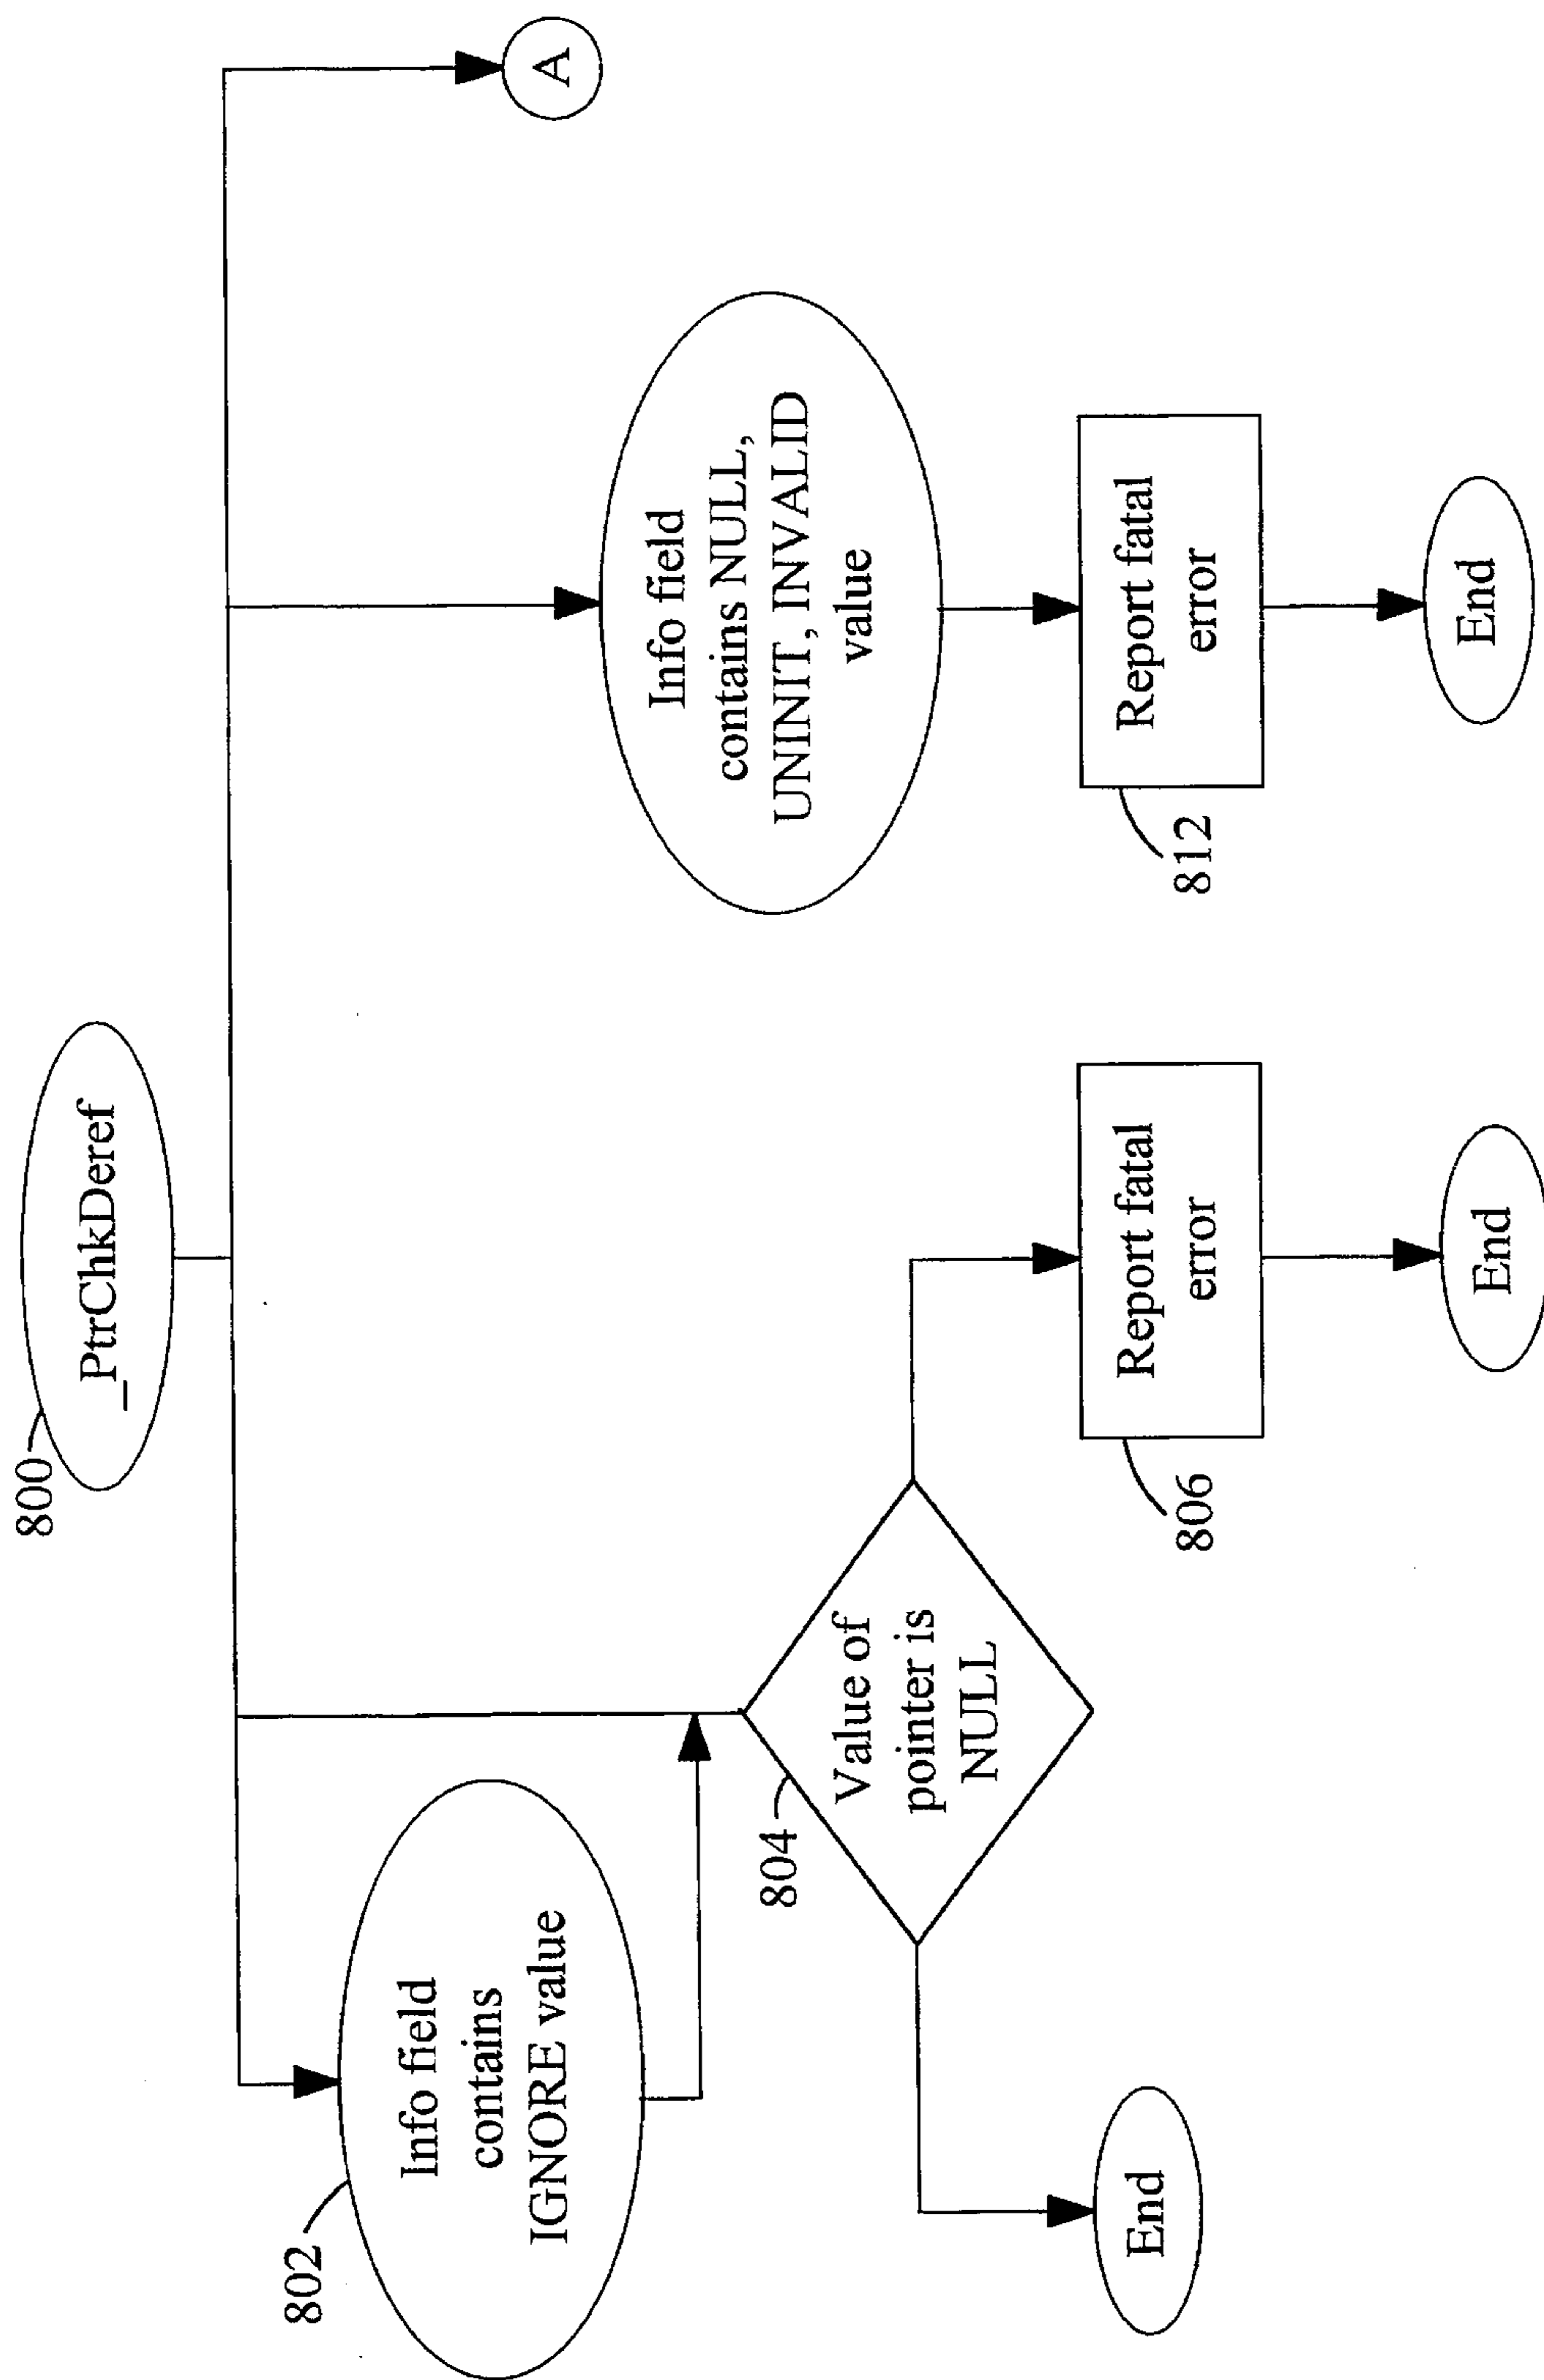 800
_PtrChkDeref
A
802
Info field
contains
IGNORE value
Info field
contains NULL,
UNINIT, INVALID
value
804
Value of
pointer is
NULL
806
Report fatal
error
812
Report fatal
error
End
End
End